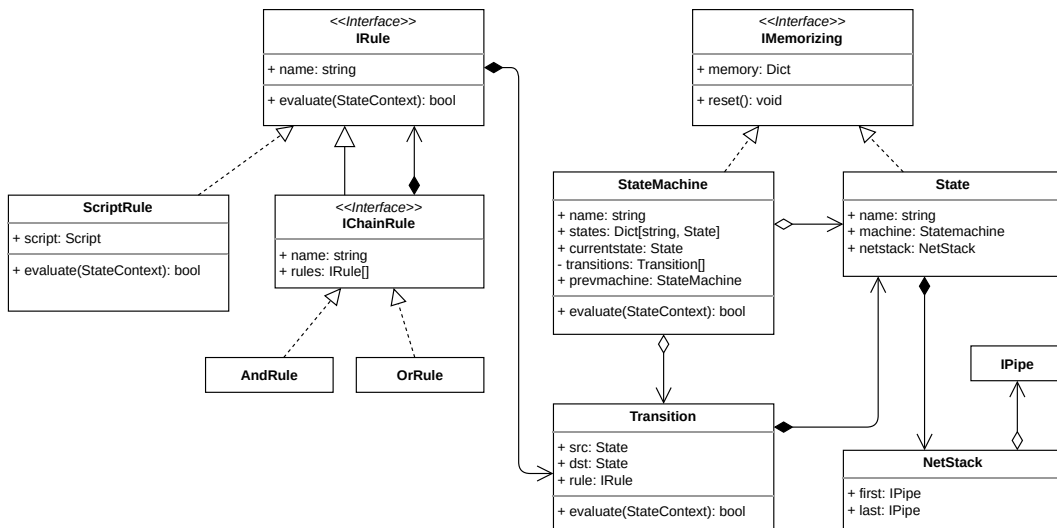 <<Interface>>
IRule
+ name: string
+ evaluate(StateContext): bool
<<Interface>>
IMemorizing
+ memory: Dict
+ reset(): void
ScriptRule
+ script: Script
+ evaluate(StateContext): bool
<<Interface>>
IChainRule
+ name: string
+ rules: IRule[]
StateMachine
+ name: string
+ states: Dict[string, State]
+ currentstate: State
- transitions: Transition[]
+ prevmachine: StateMachine
+ evaluate(StateContext): bool
State
+ name: string
+ machine: Statemachine
+ netstack: NetStack
AndRule
OrRule
IPipe
Transition
+ src: State
+ dst: State
+ rule: IRule
+ evaluate(StateContext): bool
NetStack
+ first: IPipe
+ last: IPipe